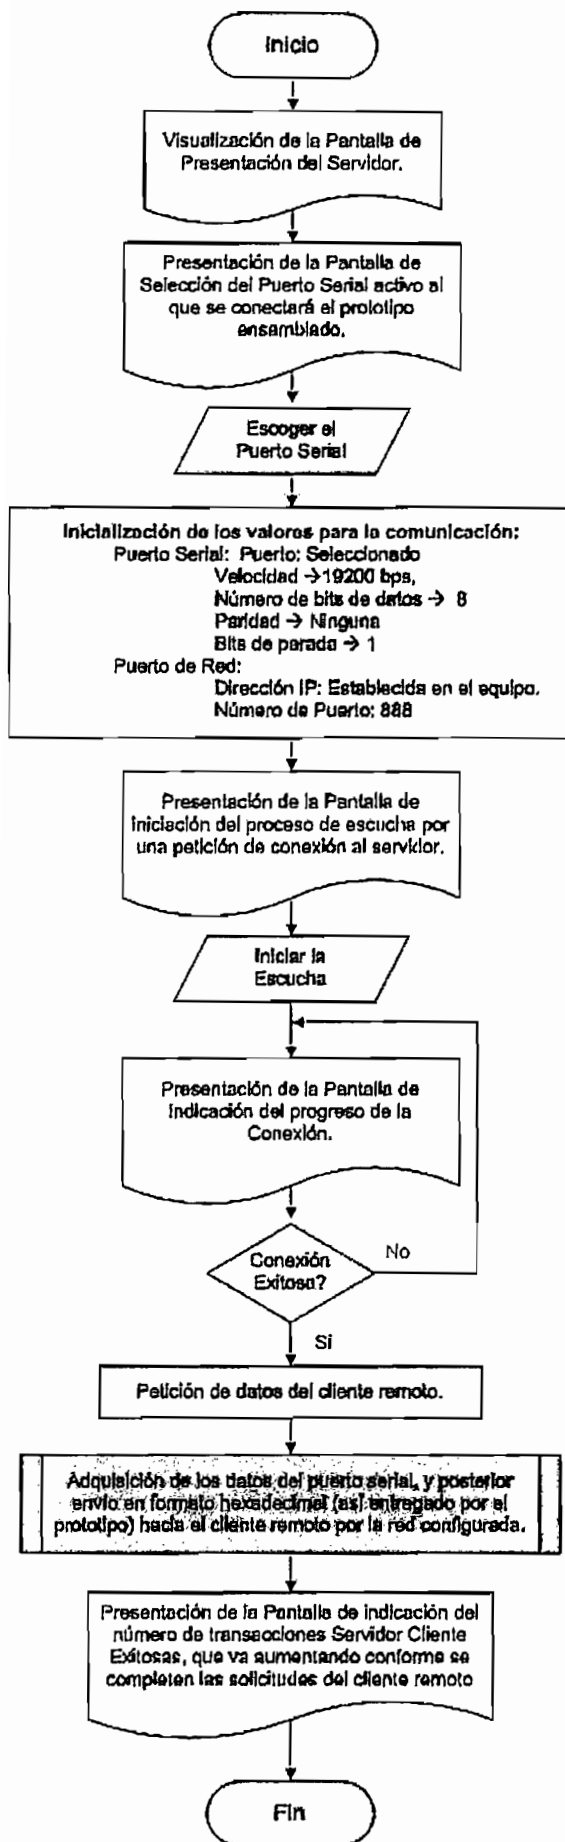 Inicio
Visualización de la Pantalla de
Presentación del Servidor.
Presentación de la Pantalla de
Selección del Puerto Serial activo al
que se conectará el prototipo
ensamblado.
Escoger el
Puerto Serial
Inicialización de los valores para la comunicación:
Puerto Serial: Puerto: Seleccionado
Velocidad → 19200 bps,
Número de bits de datos → 8
Paridad → Ninguna
Bits de parada → 1
Puerto de Red:
Dirección IP: Establecida en el equipo.
Número de Puerto: 888
Presentación de la Pantalla de
iniciación del proceso de escucha por
una petición de conexión al servidor.
Iniciar la
Escucha
Presentación de la Pantalla de
Indicación del progreso de la
Conexión.
Conexión
Exitosa?
No
Si
Petición de datos del cliente remoto.
Adquisición de los datos del puerto serial, y posterior
envío en formato hexadecimal (así entregado por el
prototipo) hacia el cliente remoto por la red configurada.
Presentación de la Pantalla de indicación del
número de transacciones Servidor Cliente
Exitosas, que va aumentando conforme se
completen las solicitudes del cliente remoto
Fin